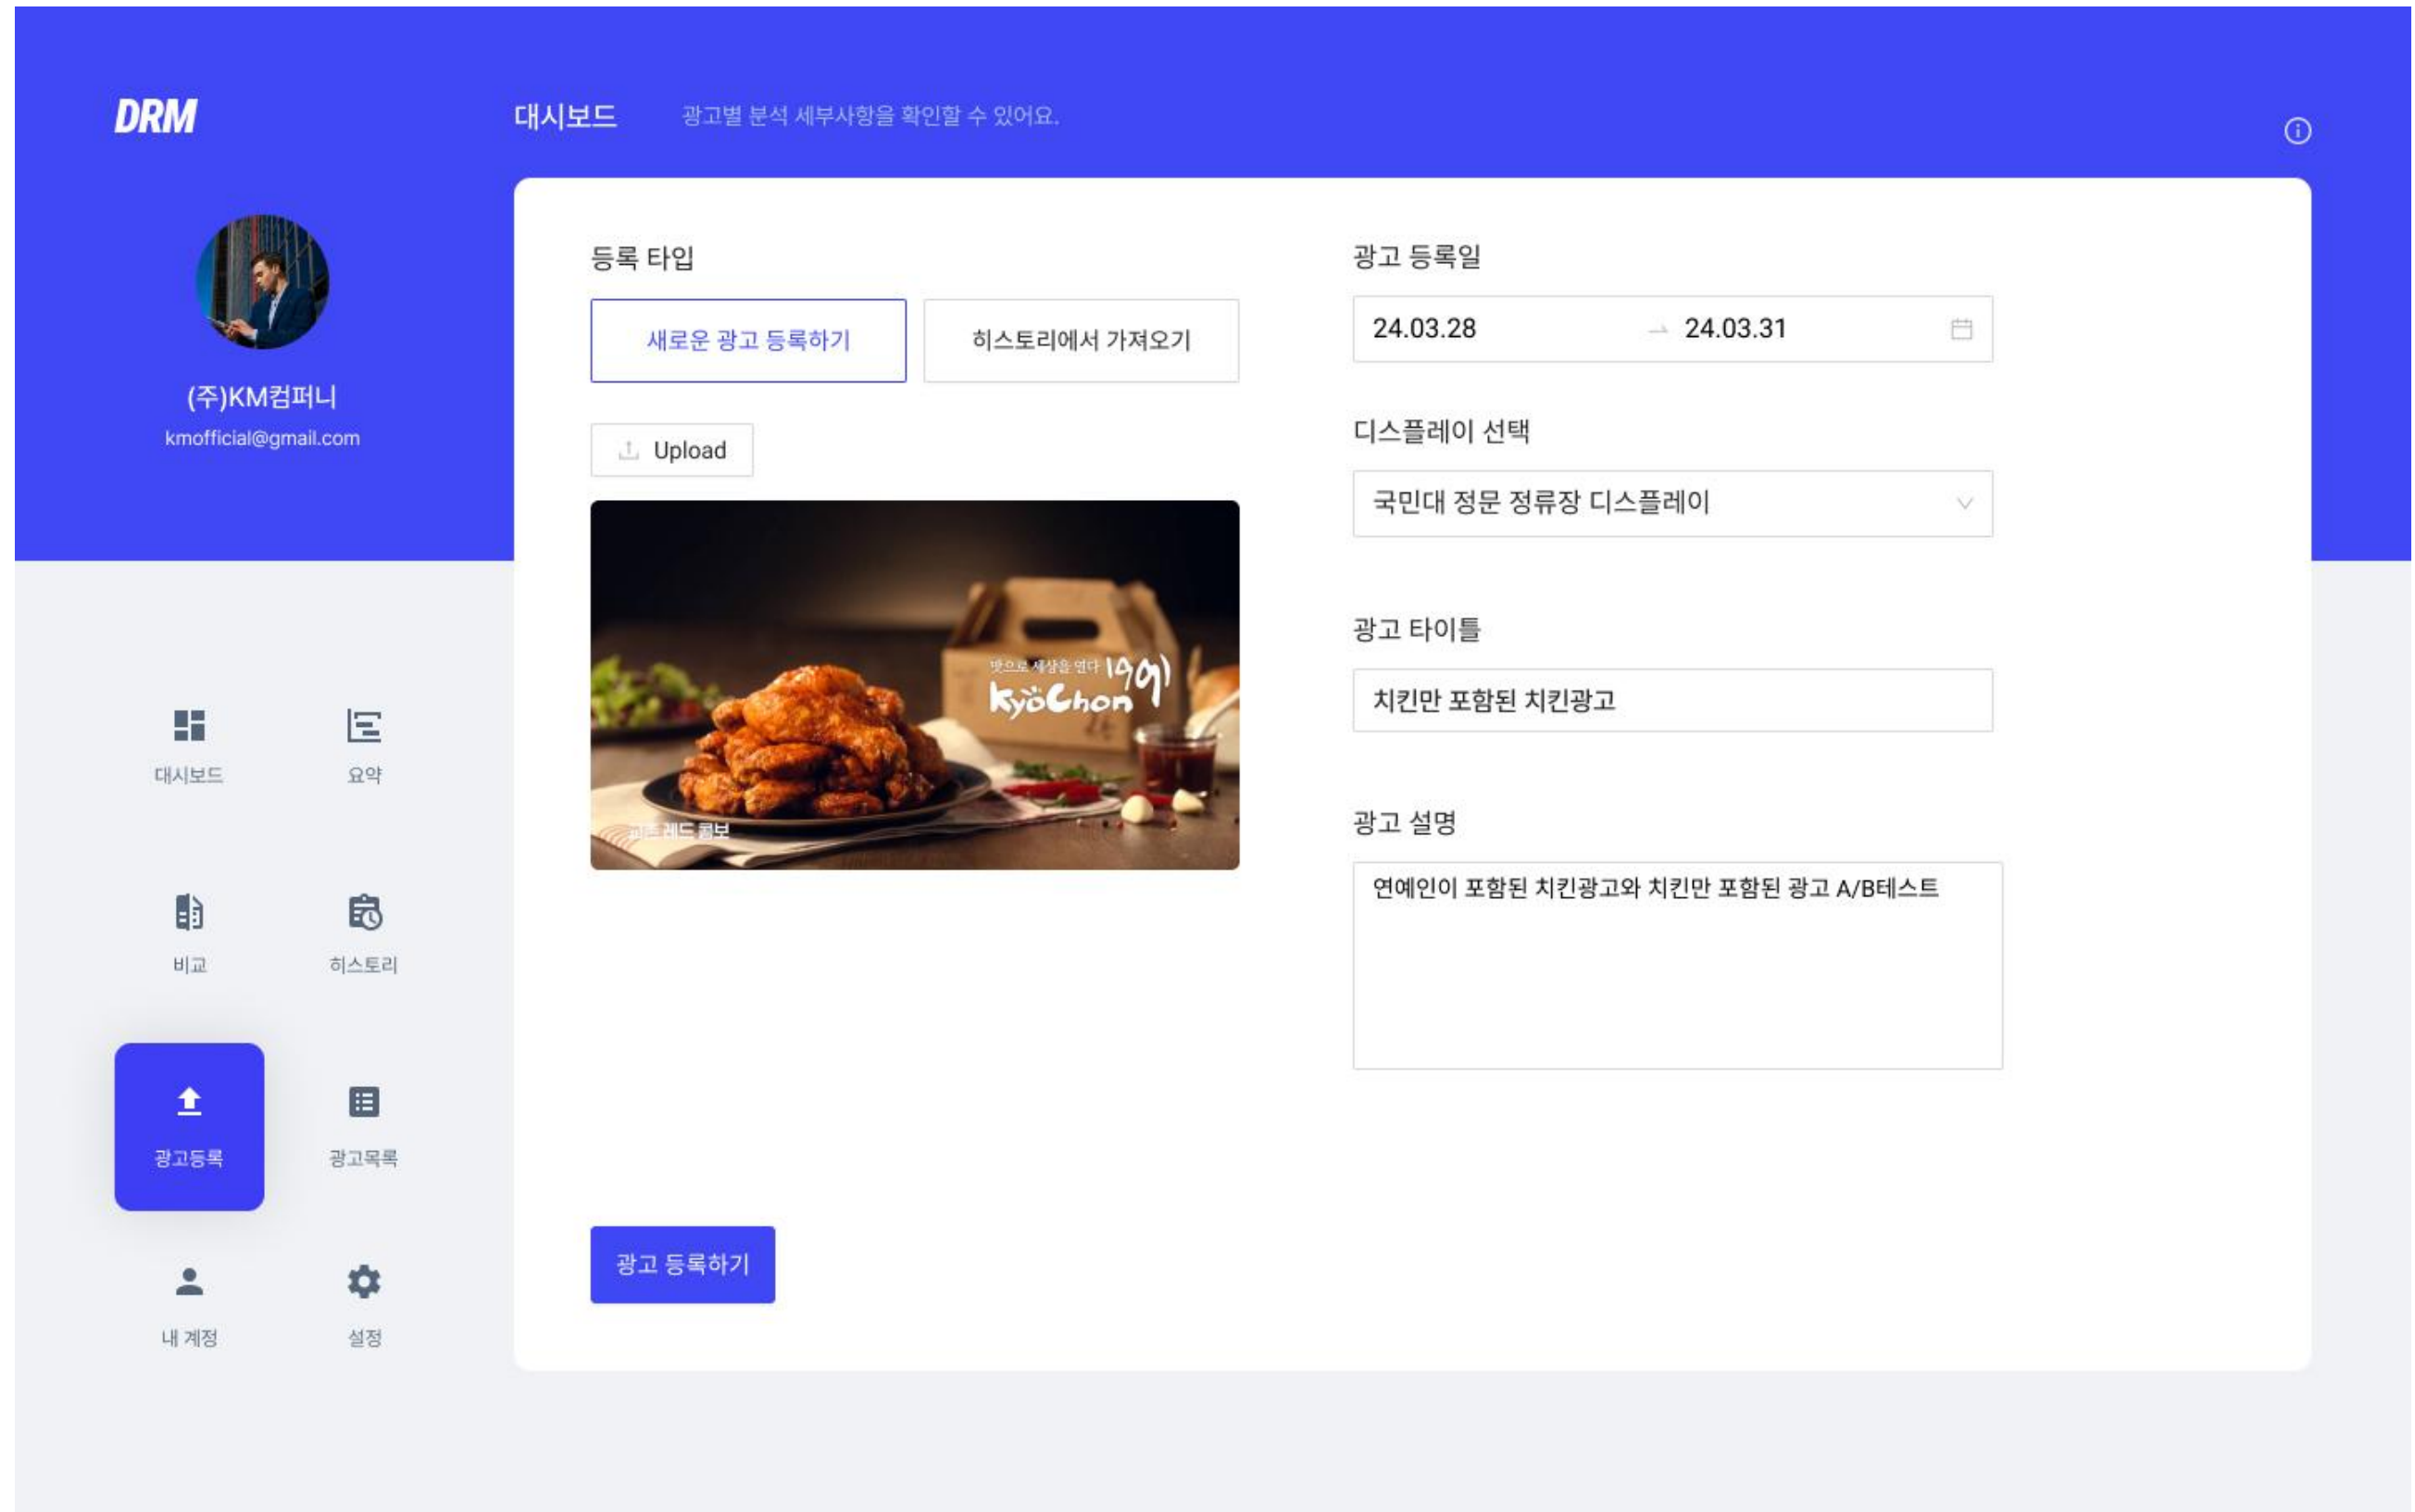 DRM
대시보드 광고별 분석 세부사항을 확인할 수 있어요.
(주)KM컴퍼니
kmofficial@gmail.com
대시보드
요약
비교
히스토리
광고등록
광고목록
내 계정
설정
등록 타입
새로운 광고 등록하기
히스토리에서 가져오기
Upload
맛으로 세상을 연다 1991
KyöChon
교촌 레드 콤보
광고 등록하기
광고 등록일
24.03.28 → 24.03.31
디스플레이 선택
국민대 정문 정류장 디스플레이
광고 타이틀
치킨만 포함된 치킨광고
광고 설명
연예인이 포함된 치킨광고와 치킨만 포함된 광고 A/B테스트